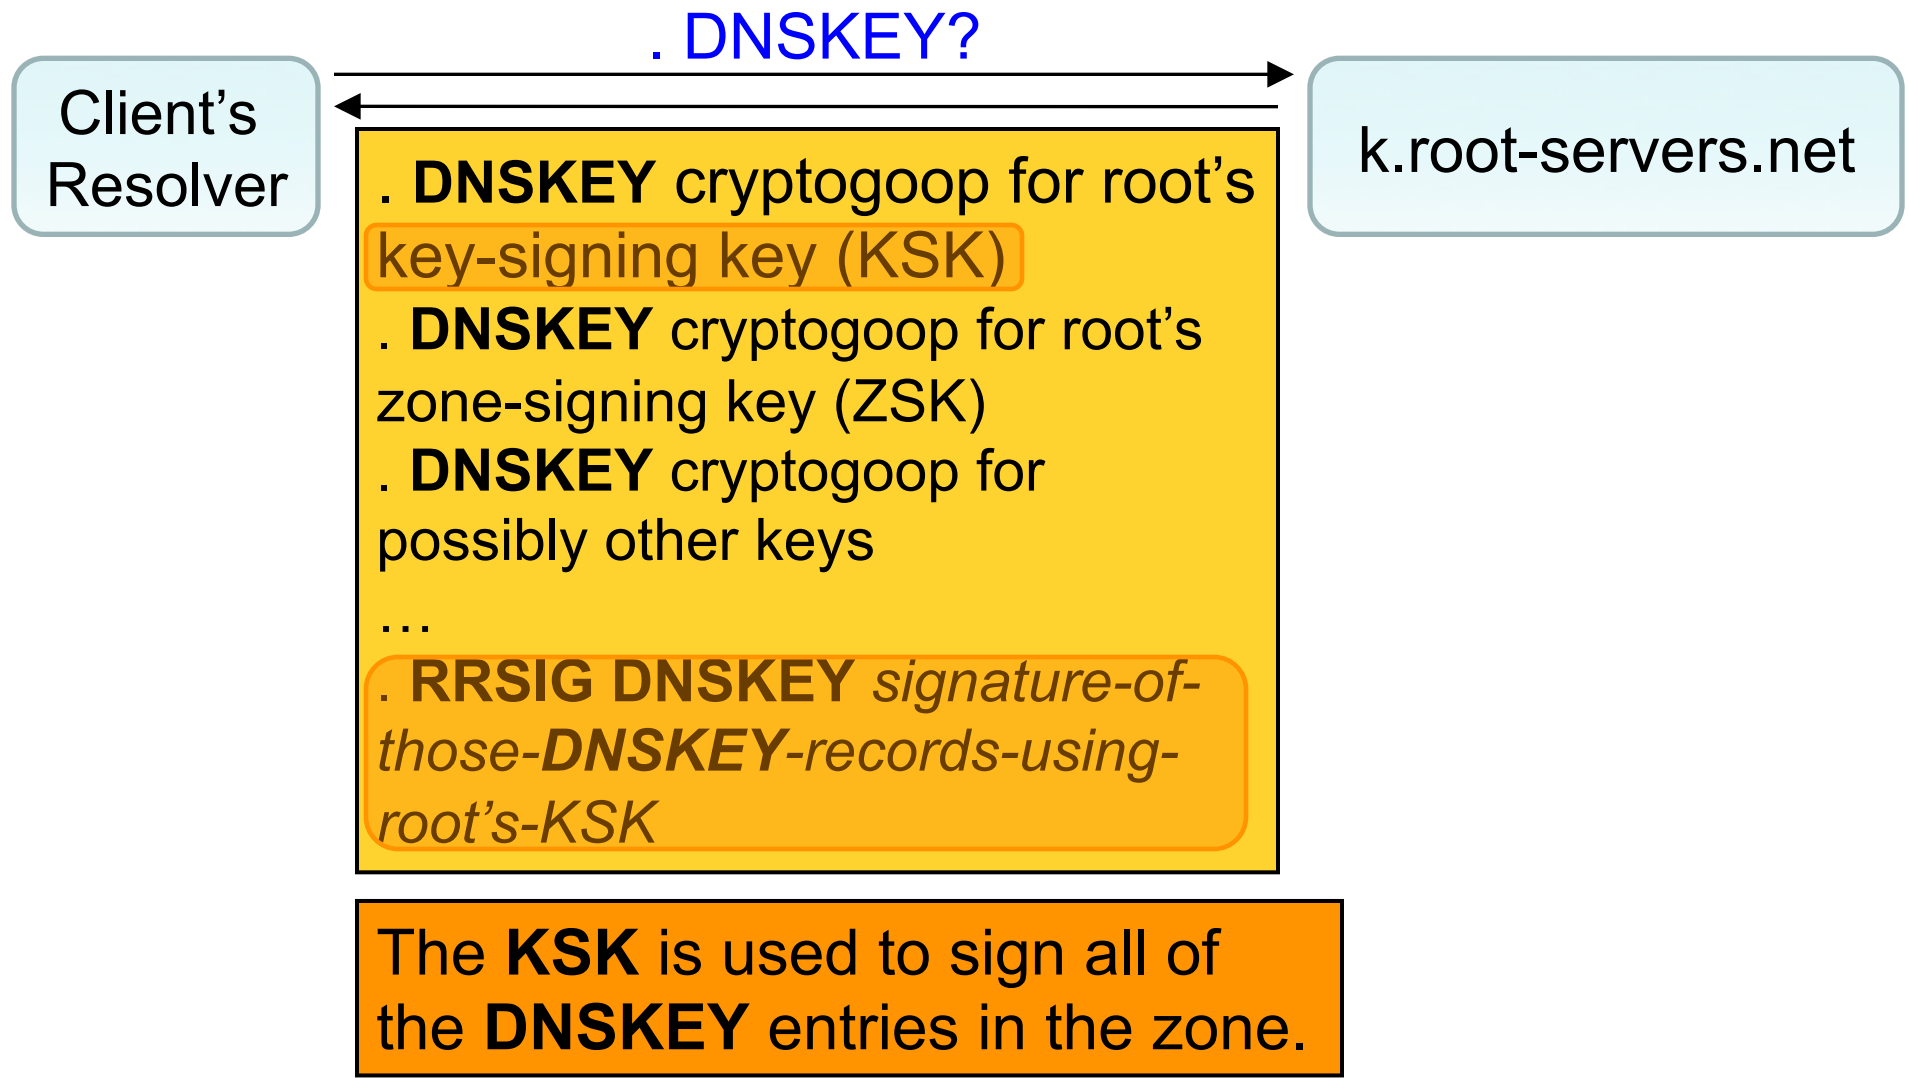 . DNSKEY?
Client’s
Resolver
k.root-servers.net
. DNSKEY cryptogoop for root’s
key-signing key (KSK)
. DNSKEY cryptogoop for root’s
zone-signing key (ZSK)
. DNSKEY cryptogoop for
possibly other keys
…
. RRSIG DNSKEY signature-of-
those-DNSKEY-records-using-
root’s-KSK
The KSK is used to sign all of
the DNSKEY entries in the zone.